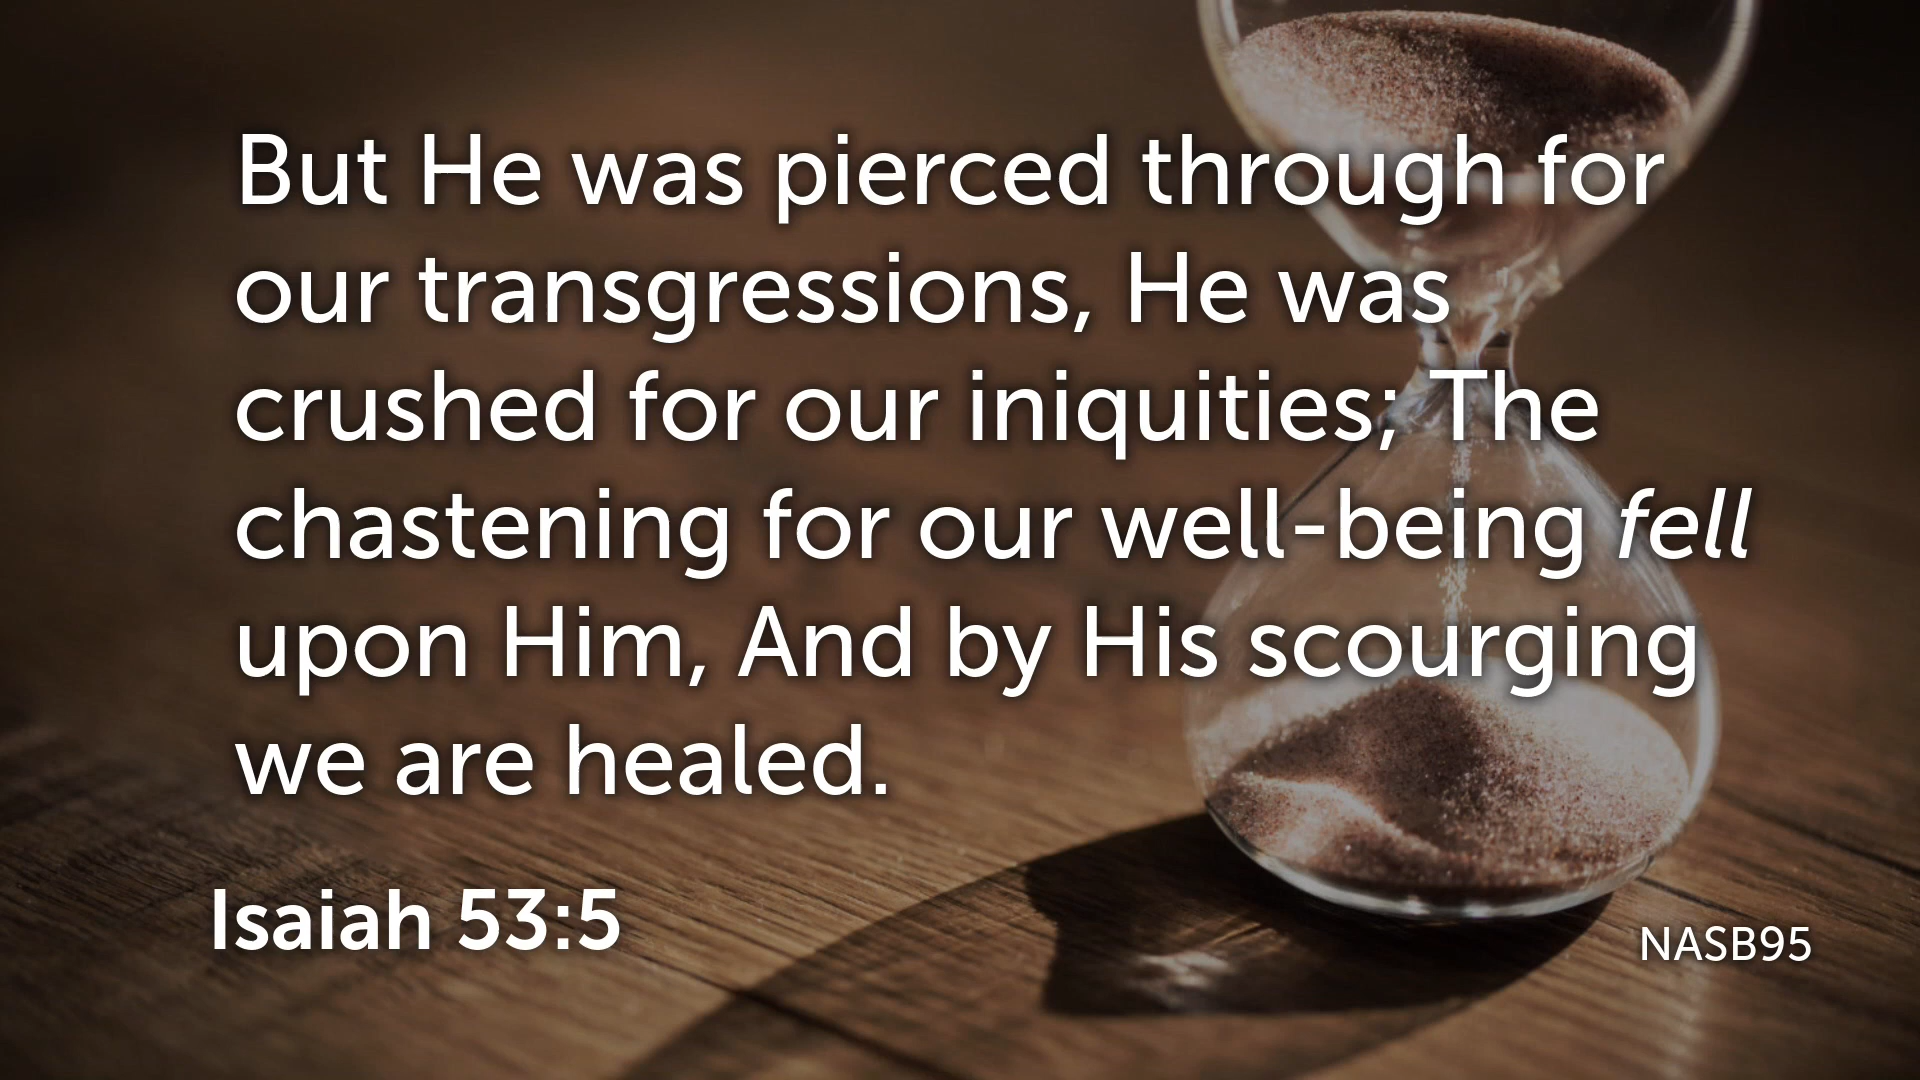 But He was pierced through for
our transgressions, He was
crushed for our iniquities; The
chastening for our well-being fell
upon Him, And by His scourging
we are healed.
Isaiah 53:5
NASB95